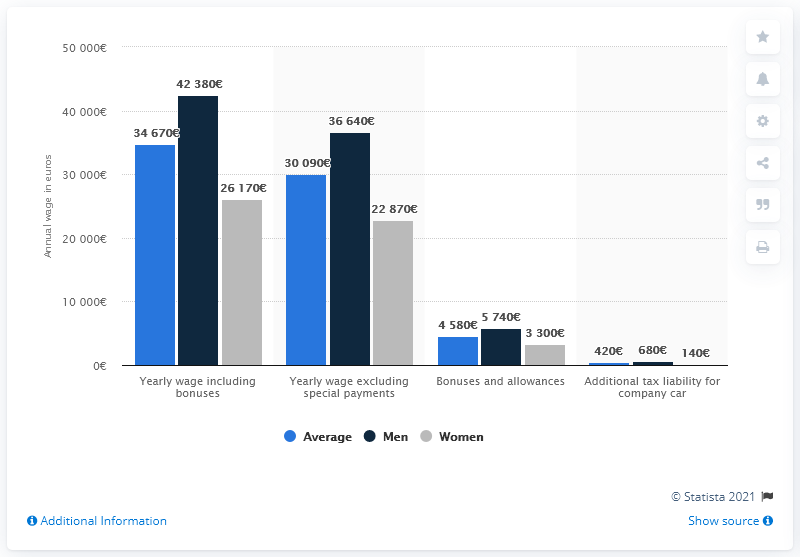 50 000€
40 000€
30 000€
20 000€
10 000€
0€
Annual wage in euros
34 670€
42 380€
26 170€
30 090€
36 640€
22 870€
4 580€
5 740€
3 300€
420€
680€
140€
Yearly wage including
bonuses
Yearly wage excluding
special payments
Bonuses and allowances
Additional tax liability for
company car
Average Men Women
© Statista 2021
Additional Information
Show source